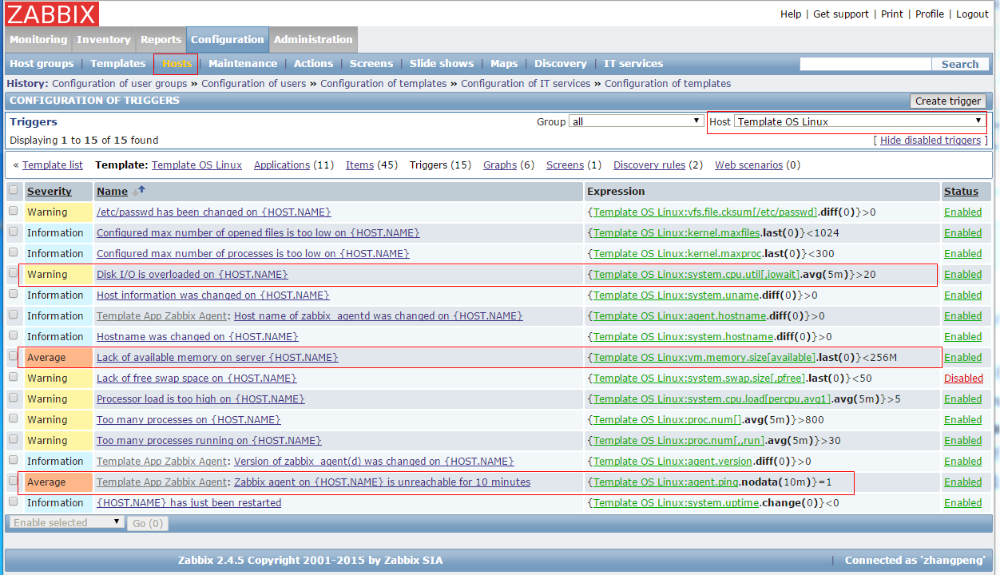 ZABBIX
Help | Get support | Print | Profile | Logout
Monitoring Inventory Reports Configuration Administration
Host groups | Templates | Hosts | Maintenance | Actions | Screens | Slide shows | Maps | Discovery | IT services Search
History: Configuration of user groups » Configuration of users » Configuration of templates » Configuration of IT services » Configuration of templates
CONFIGURATION OF TRIGGERS Create trigger
Triggers Group all Host Template OS Linux
Displaying 1 to 15 of 15 found [ Hide disabled triggers ]
« Template list Template: Template OS Linux Applications (11) Items (45) Triggers (15) Graphs (6) Screens (1) Discovery rules (2) Web scenarios (0)
Severity Name Expression Status
Warning /etc/passwd has been changed on {HOST.NAME} {Template OS Linux:vfs.file.cksum[/etc/passwd].diff(0)}>0 Enabled
Information Configured max number of opened files is too low on {HOST.NAME} {Template OS Linux:kernel.maxfiles.last(0)}<1024 Enabled
Information Configured max number of processes is too low on {HOST.NAME} {Template OS Linux:kernel.maxproc.last(0)}<300 Enabled
Warning Disk I/O is overloaded on {HOST.NAME} {Template OS Linux:system.cpu.util[,iowait].avg(5m)}>20 Enabled
Information Host information was changed on {HOST.NAME} {Template OS Linux:system.uname.diff(0)}>0 Enabled
Information Template App Zabbix Agent: Host name of zabbix_agentd was changed on {HOST.NAME} {Template OS Linux:agent.hostname.diff(0)}>0 Enabled
Information Hostname was changed on {HOST.NAME} {Template OS Linux:system.hostname.diff(0)}>0 Enabled
Average Lack of available memory on server {HOST.NAME} {Template OS Linux:vm.memory.size[available].last(0)}<256M Enabled
Warning Lack of free swap space on {HOST.NAME} {Template OS Linux:system.swap.size[,pfree].last(0)}<50 Disabled
Warning Processor load is too high on {HOST.NAME} {Template OS Linux:system.cpu.load[percpu,avg1].avg(5m)}>5 Enabled
Warning Too many processes on {HOST.NAME} {Template OS Linux:proc.num[].avg(5m)}>800 Enabled
Warning Too many processes running on {HOST.NAME} {Template OS Linux:proc.num[,,run].avg(5m)}>30 Enabled
Information Template App Zabbix Agent: Version of zabbix_agent(d) was changed on {HOST.NAME} {Template OS Linux:agent.version.diff(0)}>0 Enabled
Average Template App Zabbix Agent: Zabbix agent on {HOST.NAME} is unreachable for 10 minutes {Template OS Linux:agent.ping.nodata(10m)}=1 Enabled
Information {HOST.NAME} has just been restarted {Template OS Linux:system.uptime.change(0)}<0 Enabled
Enable selected Go (0)
Zabbix 2.4.5 Copyright 2001-2015 by Zabbix SIA | Connected as 'zhangpeng'